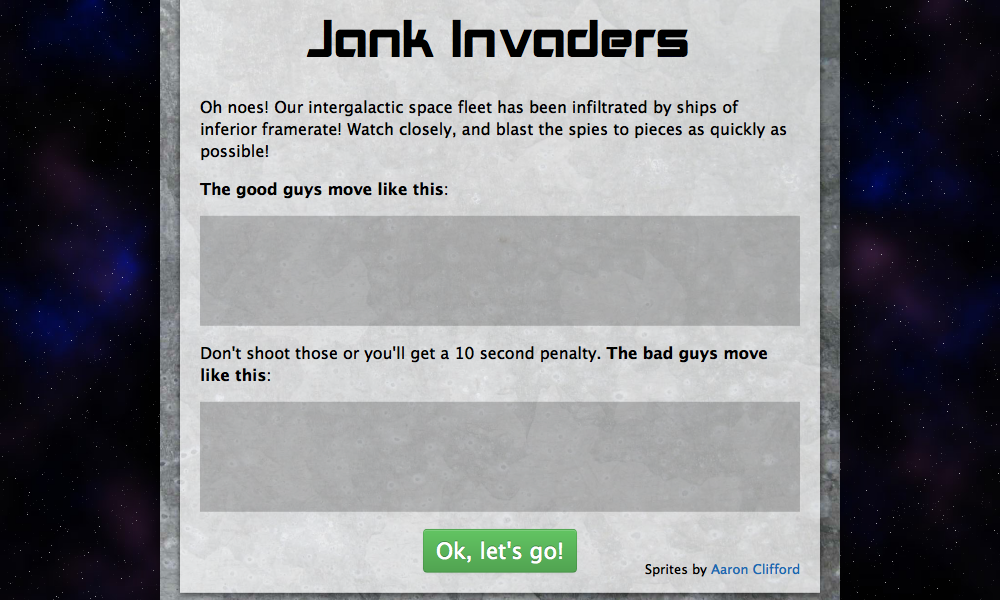 Jank Invaders
Oh noes! Our intergalactic space fleet has been infiltrated by ships of
inferior framerate! Watch closely, and blast the spies to pieces as quickly as
possible!
The good guys move like this:
Don't shoot those or you'll get a 10 second penalty. The bad guys move
like this:
Ok, let's go!
Sprites by Aaron Clifford